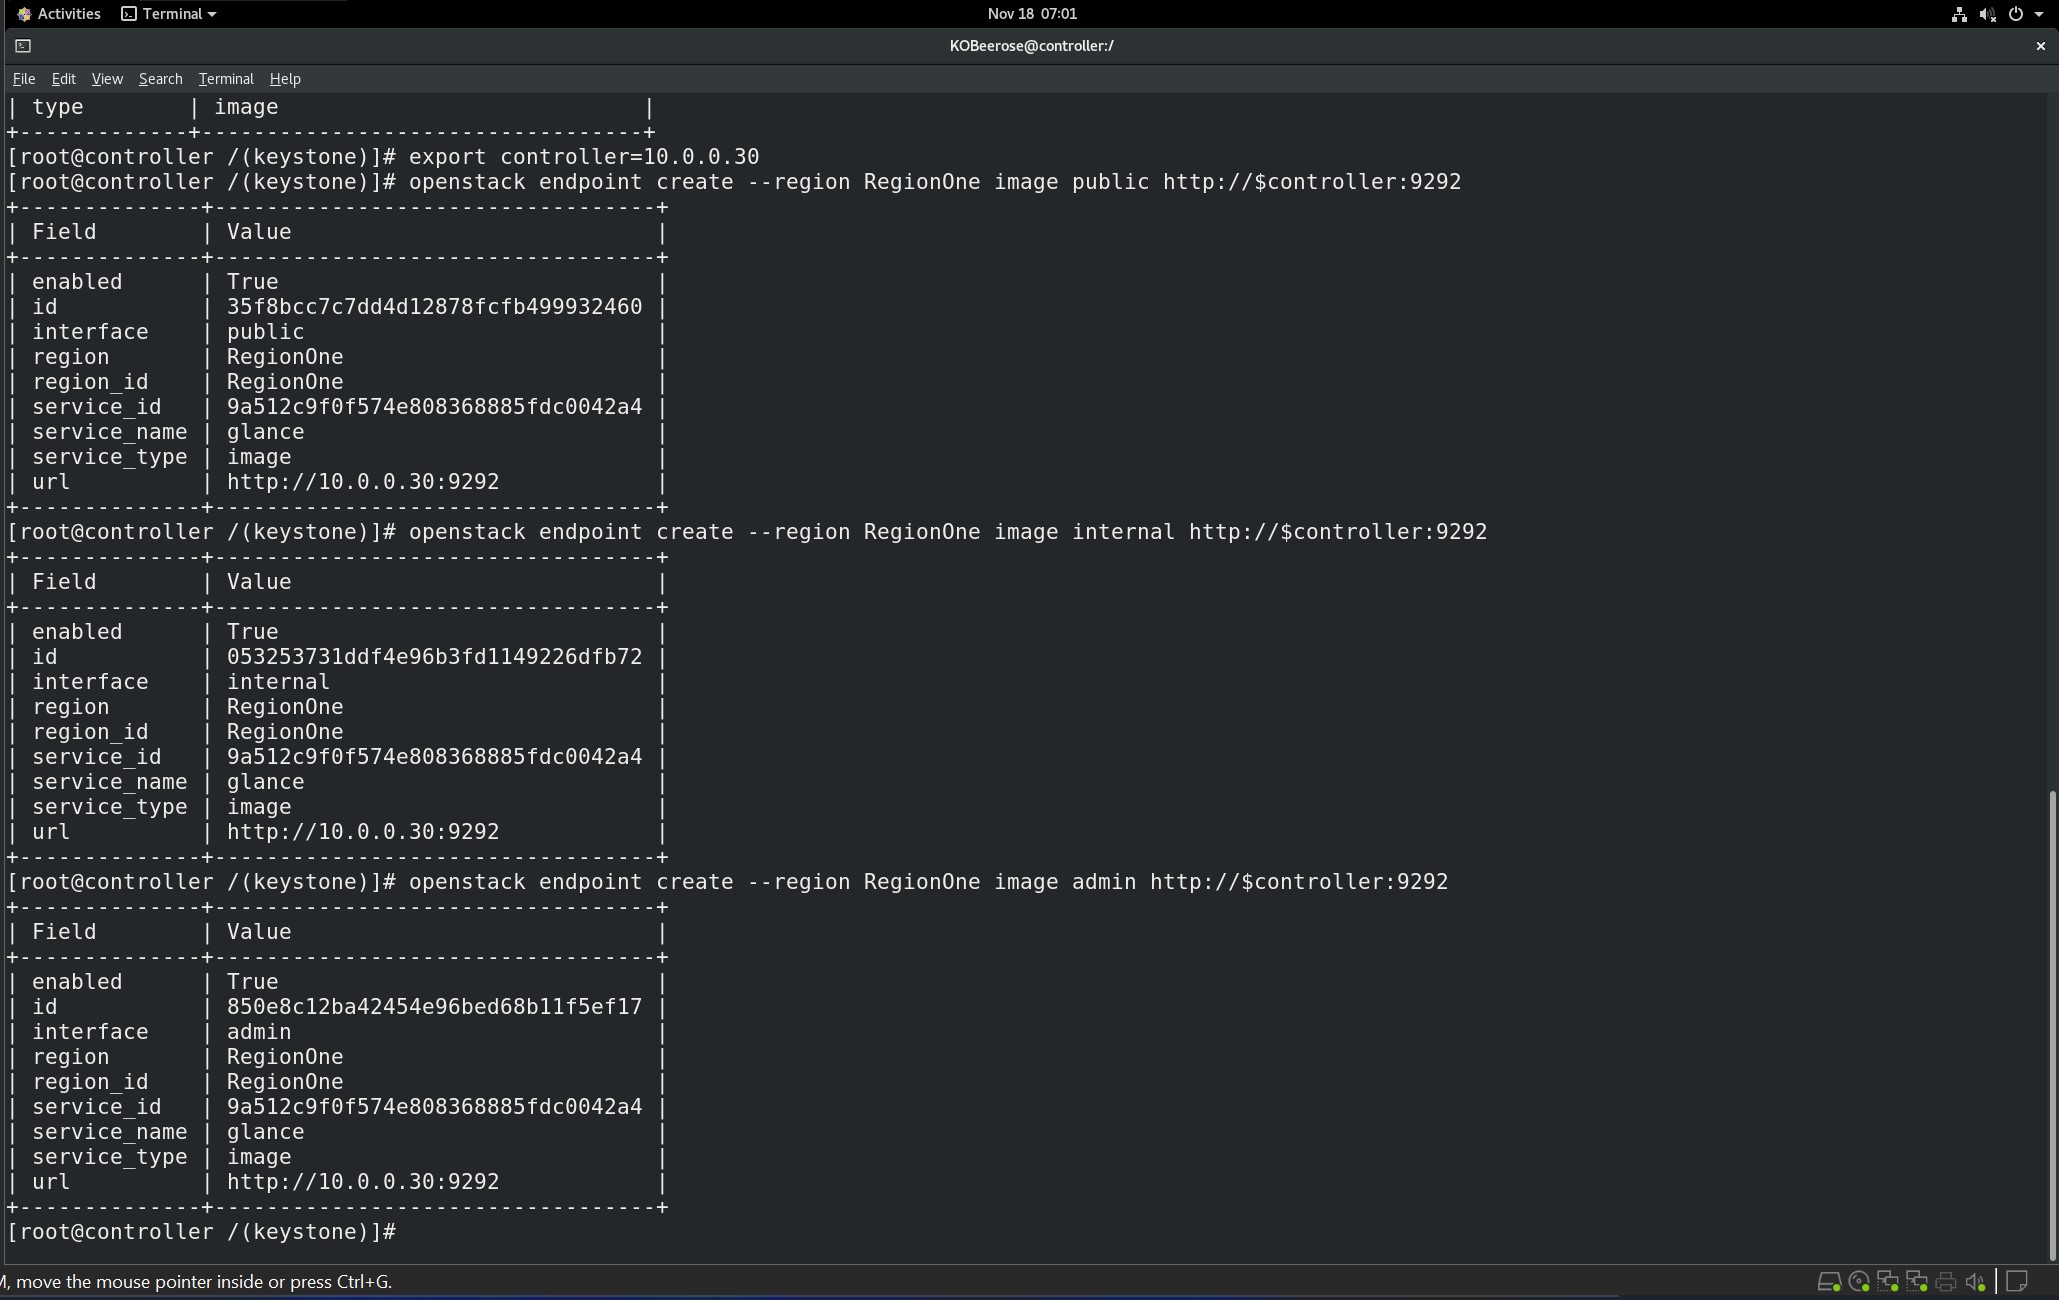 Activities Terminal Nov 18 07:01
KOBeerose@controller:/
File Edit View Search Terminal Help
| type         | image                            |
+--------------+----------------------------------+
[root@controller /(keystone)]# export controller=10.0.0.30
[root@controller /(keystone)]# openstack endpoint create --region RegionOne image public http://$controller:9292
+--------------+----------------------------------+
| Field        | Value                            |
+--------------+----------------------------------+
| enabled      | True                             |
| id           | 35f8bcc7c7dd4d12878fcfb499932460 |
| interface    | public                           |
| region       | RegionOne                        |
| region_id    | RegionOne                        |
| service_id   | 9a512c9f0f574e808368885fdc0042a4 |
| service_name | glance                           |
| service_type | image                            |
| url          | http://10.0.0.30:9292            |
+--------------+----------------------------------+
[root@controller /(keystone)]# openstack endpoint create --region RegionOne image internal http://$controller:9292
+--------------+----------------------------------+
| Field        | Value                            |
+--------------+----------------------------------+
| enabled      | True                             |
| id           | 053253731ddf4e96b3fd1149226dfb72 |
| interface    | internal                         |
| region       | RegionOne                        |
| region_id    | RegionOne                        |
| service_id   | 9a512c9f0f574e808368885fdc0042a4 |
| service_name | glance                           |
| service_type | image                            |
| url          | http://10.0.0.30:9292            |
+--------------+----------------------------------+
[root@controller /(keystone)]# openstack endpoint create --region RegionOne image admin http://$controller:9292
+--------------+----------------------------------+
| Field        | Value                            |
+--------------+----------------------------------+
| enabled      | True                             |
| id           | 850e8c12ba42454e96bed68b11f5ef17 |
| interface    | admin                            |
| region       | RegionOne                        |
| region_id    | RegionOne                        |
| service_id   | 9a512c9f0f574e808368885fdc0042a4 |
| service_name | glance                           |
| service_type | image                            |
| url          | http://10.0.0.30:9292            |
+--------------+----------------------------------+
[root@controller /(keystone)]#
M, move the mouse pointer inside or press Ctrl+G.